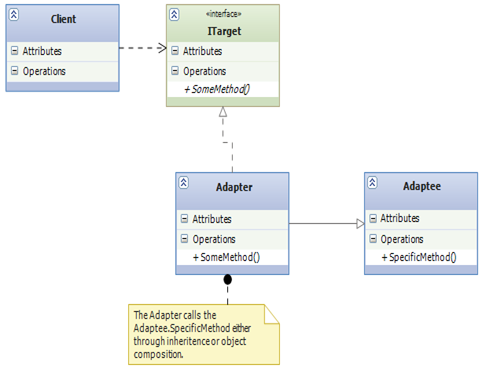 Client
Attributes
Operations
«interface»
ITarget
Attributes
Operations
+ SomeMethod()
Adapter
Attributes
Operations
+ SomeMethod()
Adaptee
Attributes
Operations
+ SpecificMethod()
The Adapter calls the
Adaptee.SpecificMethod either
through inheritence or object
composition.